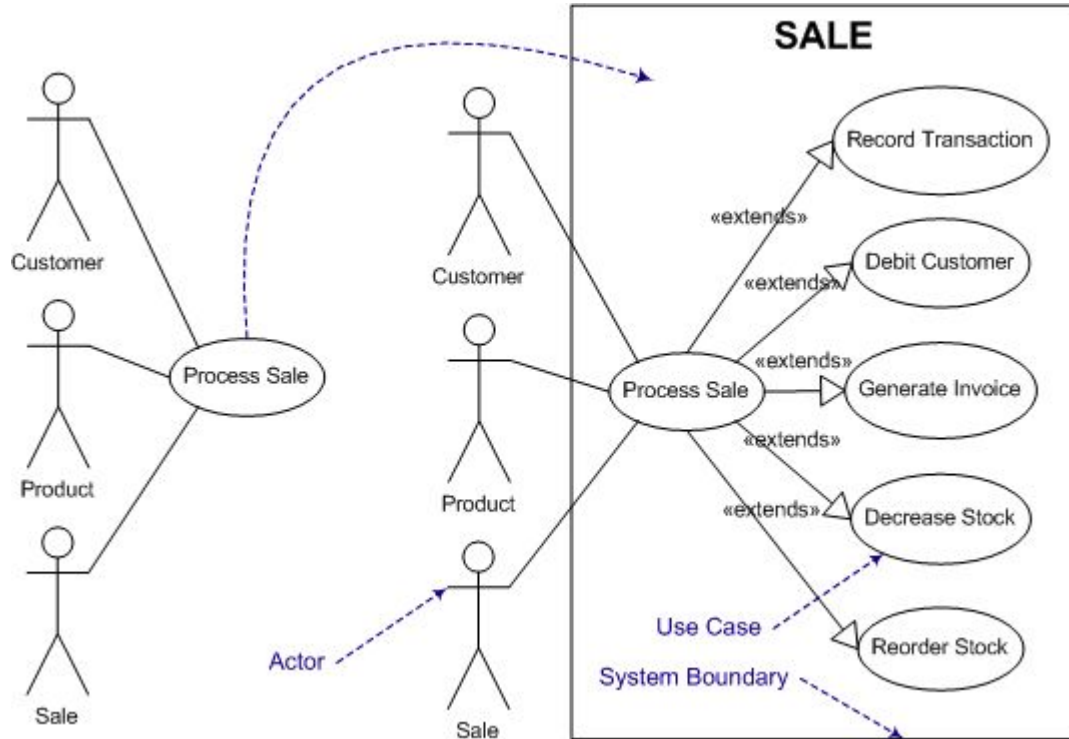 SALE
Record Transaction
«extends»
Customer
Customer
Debit Customer
«extends»
Process Sale
Process Sale
«extends»
Generate Invoice
«extends»
Product
Product
«extends»
Decrease Stock
Use Case
Actor
Reorder Stock
System Boundary
Sale
Sale